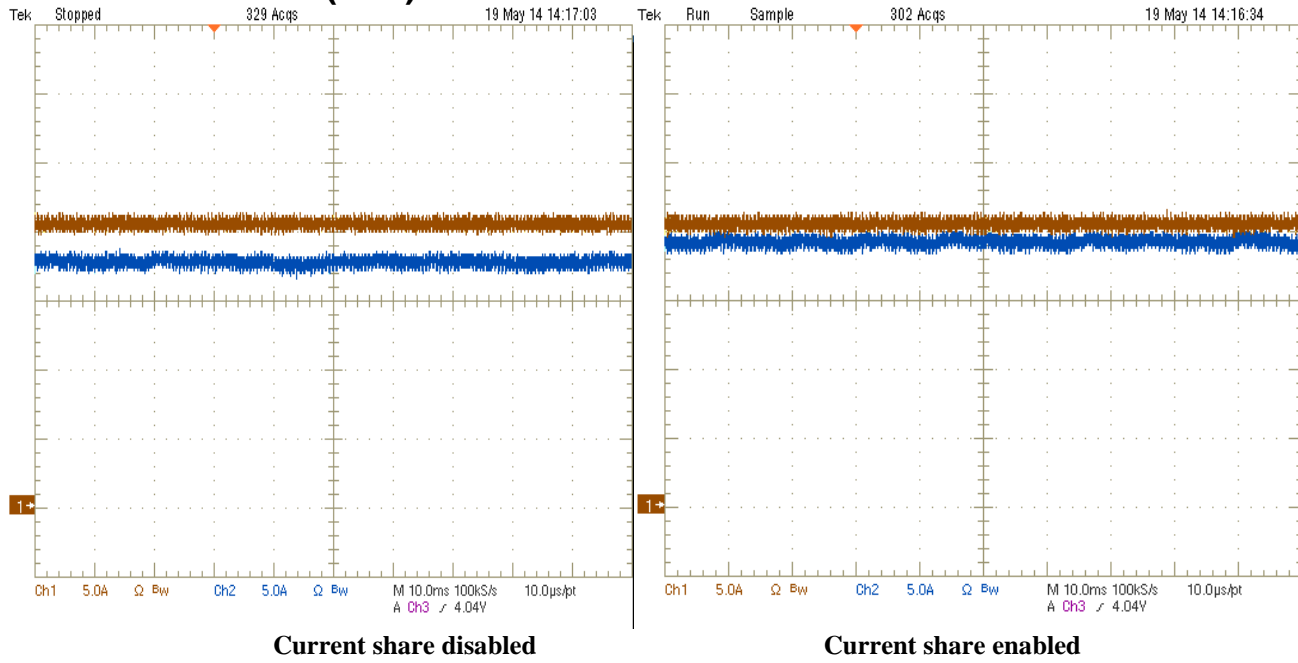 Tek Stopped 329 Acqs 19 May 14 14:17:03
1
Ch1 5.0A Ω Bw Ch2 5.0A Ω Bw M 10.0ms 100kS/s 10.0µs/pt
A Ch3 ∕ 4.04V
Current share disabled
Tek Run Sample 302 Acqs 19 May 14 14:16:34
1
Ch1 5.0A Ω Bw Ch2 5.0A Ω Bw M 10.0ms 100kS/s 10.0µs/pt
A Ch3 ∕ 4.04V
Current share enabled